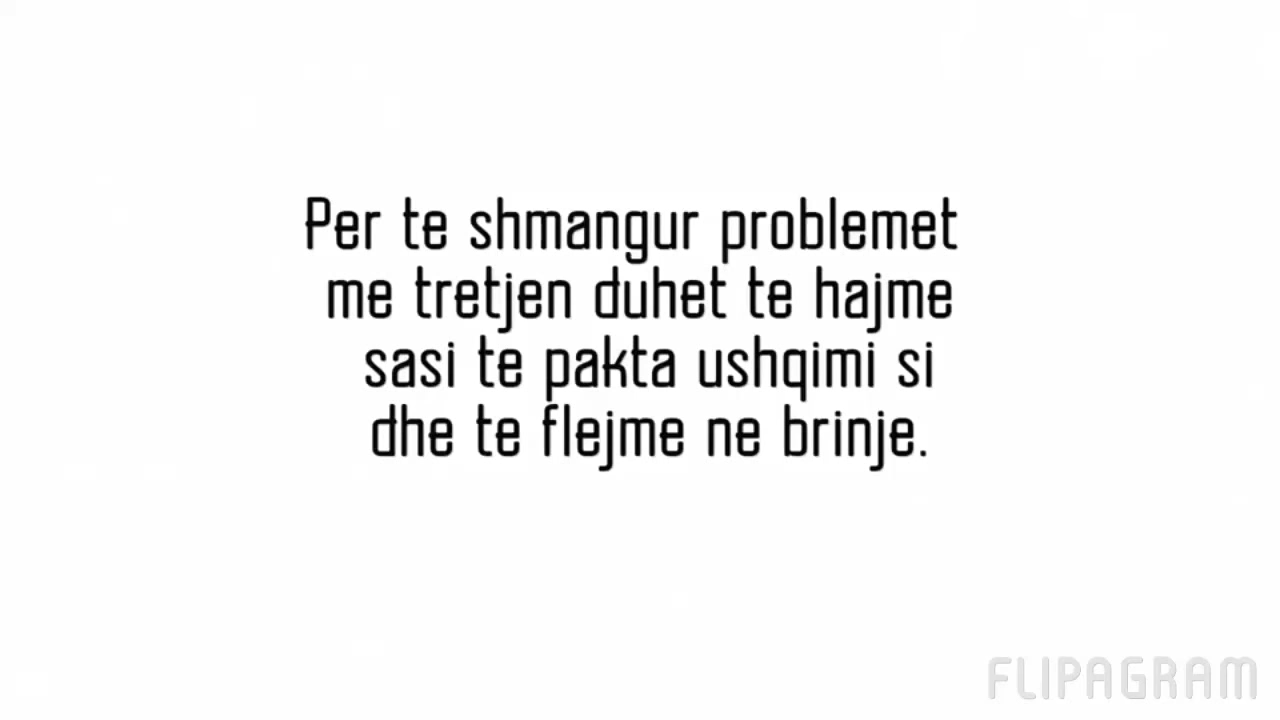 Per te shmangur problemet
me tretjen duhet te hajme
sasi te pakta ushqimi si
dhe te flejme ne brinje.
FLIPAGRAM